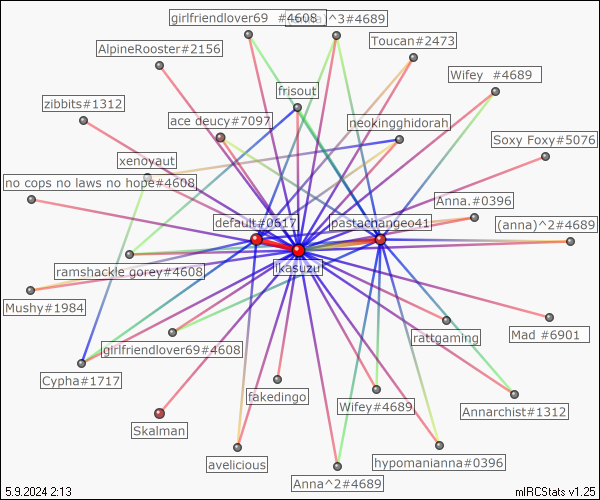 girlfriendlover69 #4608
(anna)^3#4689
Toucan#2473
AlpineRooster#2156
Wifey #4689
frisout
zibbits#1312
ace deucy#7097
neokingghidorah
Soxy Foxy#5076
xenoyaut
no cops no laws no hope#4608
Anna.#0396
default#0617
pastachangeo41
(anna)^2#4689
ikasuzu
ramshackle gorey#4608
Mushy#1984
rattgaming
Mad #6901
girlfriendlover69#4608
Cypha#1717
fakedingo
Wifey#4689
Annarchist#1312
Skalman
avelicious
hypomanianna#0396
Anna^2#4689
5.9.2024 2:13
mIRCStats v1.25